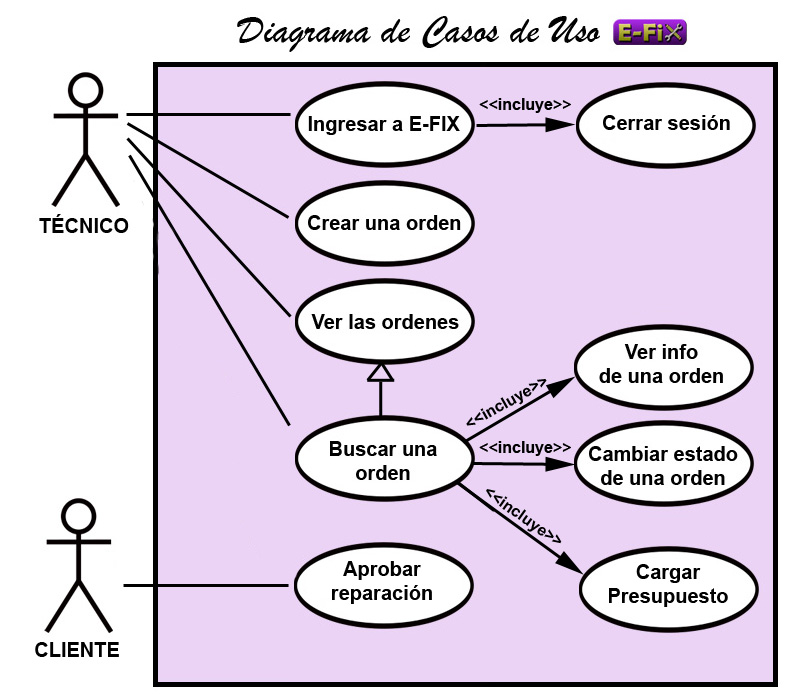 Diagrama de Casos de Uso E-Fix
<<incluye>>
Ingresar a E-FIX
Cerrar sesión
TÉCNICO
Crear una orden
Ver las ordenes
Ver info
de una orden
<<incluye>>
Buscar una
orden
<<incluye>>
Cambiar estado
de una orden
<<incluye>>
Aprobar
reparación
Cargar
Presupuesto
CLIENTE